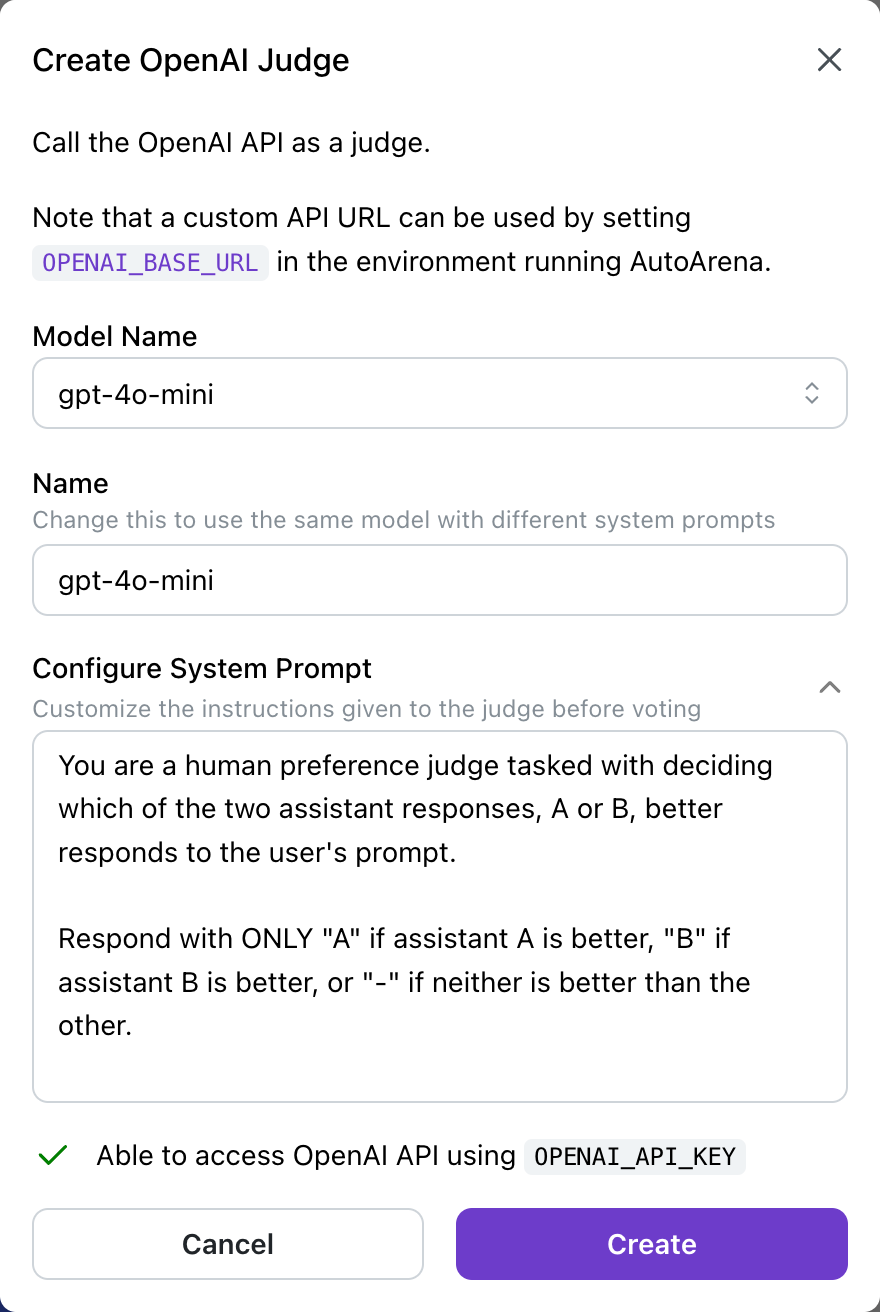 Create OpenAI Judge
Call the OpenAI API as a judge.
Note that a custom API URL can be used by setting
OPENAI_BASE_URL in the environment running AutoArena.
Model Name
gpt-4o-mini
Name
Change this to use the same model with different system prompts
gpt-4o-mini
Configure System Prompt
Customize the instructions given to the judge before voting
You are a human preference judge tasked with deciding
which of the two assistant responses, A or B, better
responds to the user's prompt.
Respond with ONLY "A" if assistant A is better, "B" if
assistant B is better, or "-" if neither is better than the
other.
Able to access OpenAI API using OPENAI_API_KEY
Cancel
Create